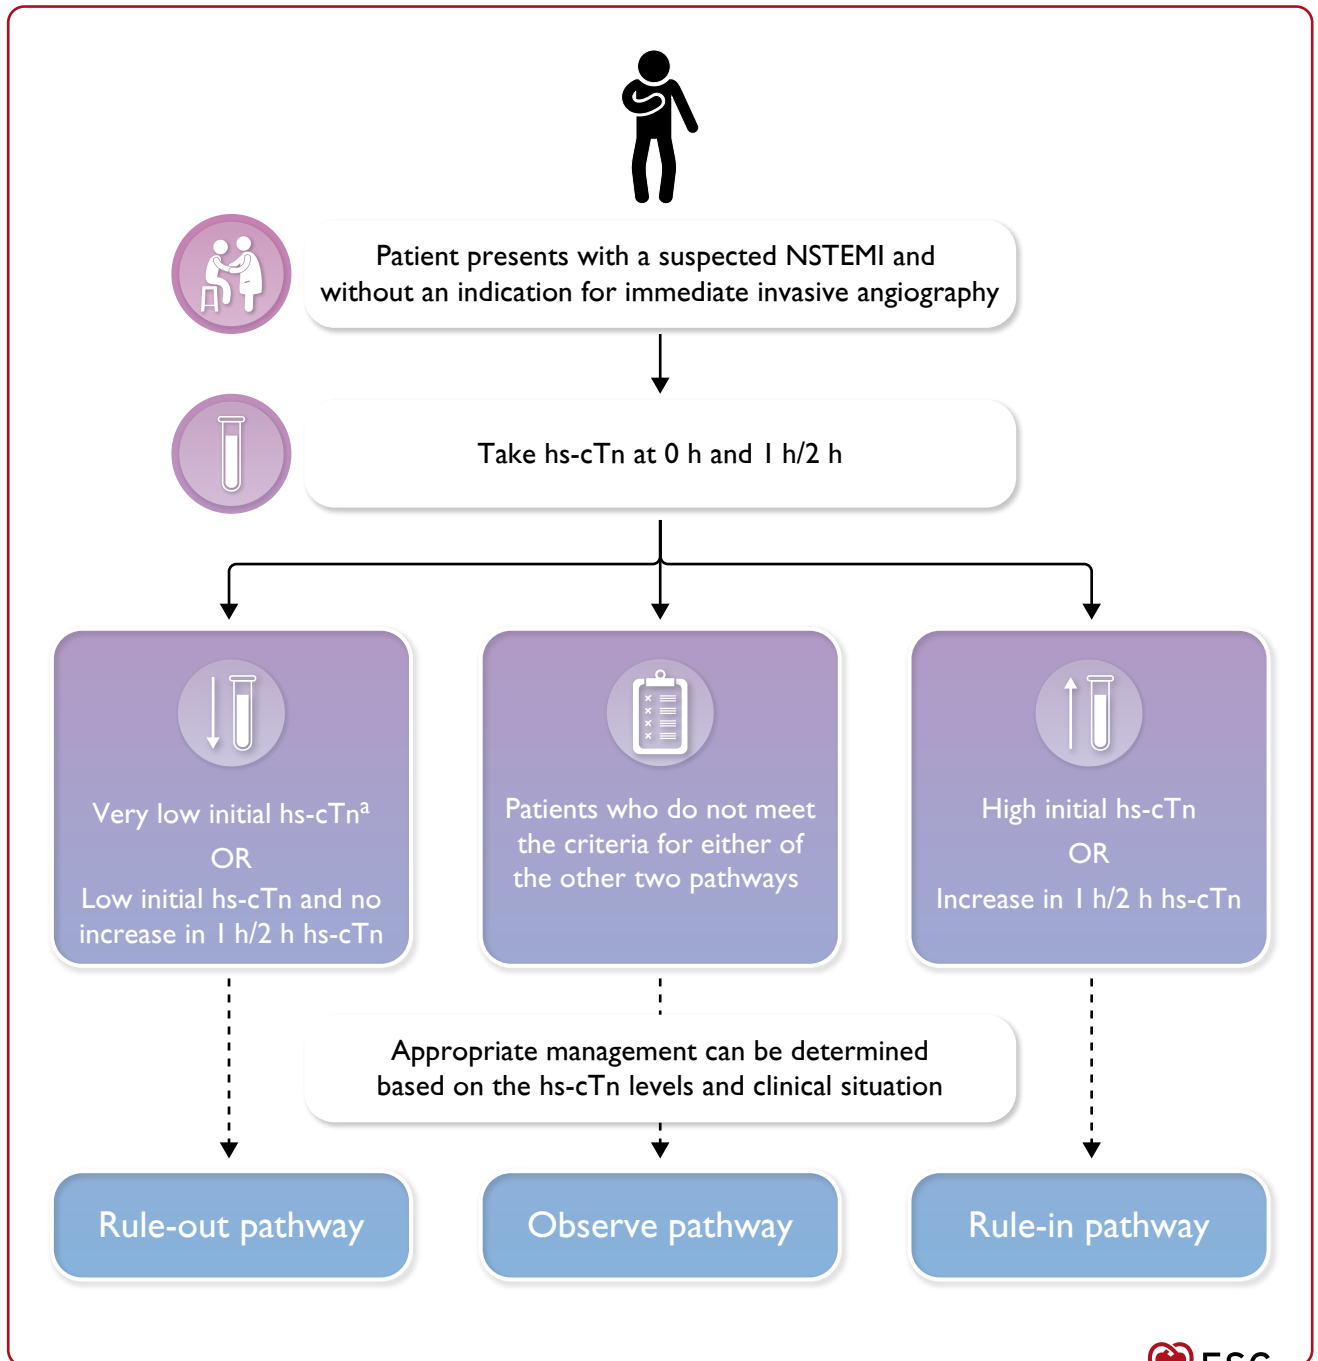 Patient presents with a suspected NSTEMI and
without an indication for immediate invasive angiography
Take hs-cTn at 0 h and 1 h/2 h
Very low initial hs-cTnᵃ
OR
Low initial hs-cTn and no
increase in 1 h/2 h hs-cTn
Patients who do not meet
the criteria for either of
the other two pathways
High initial hs-cTn
OR
Increase in 1 h/2 h hs-cTn
Appropriate management can be determined
based on the hs-cTn levels and clinical situation
Rule-out pathway
Observe pathway
Rule-in pathway
ESC